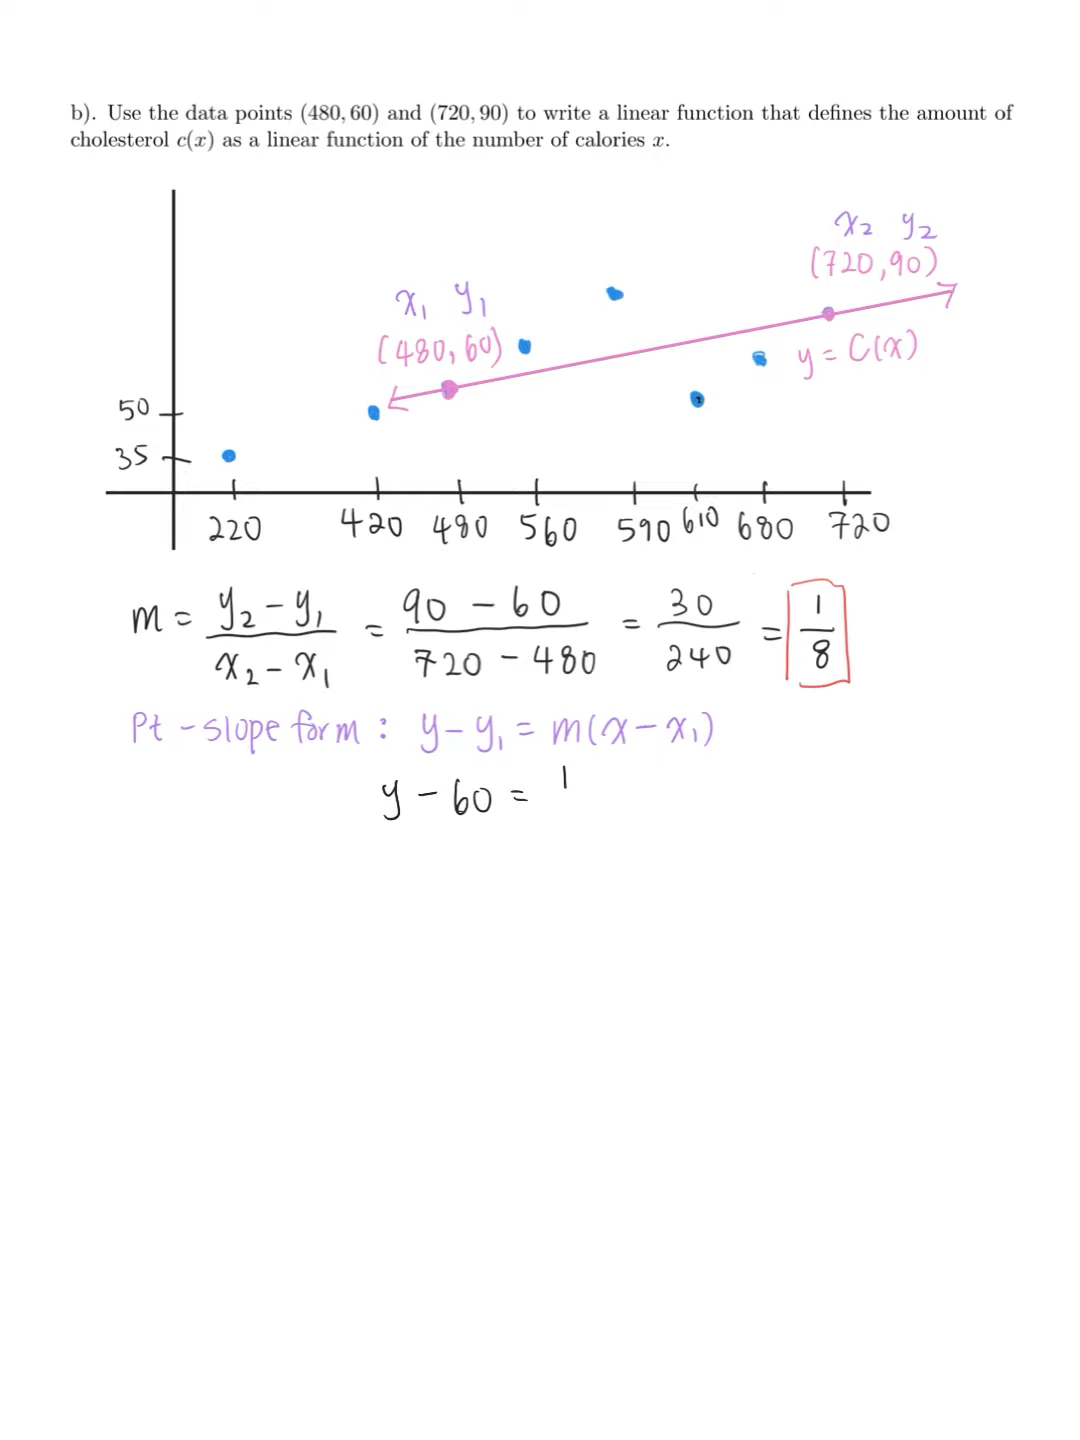 b). Use the data points (480, 60) and (720, 90) to write a linear function that defines the amount of
cholesterol c(x) as a linear function of the number of calories x.
x₂ y₂
(720,90)
x₁ y₁
(480,60)
y = C(x)
50
35
220 420 480 560 590 610 680 720
m = (y₂ - y₁)/(x₂ - x₁) = (90 - 60)/(720 - 480) = 30/240 = 1/8
Pt - slope form : y - y₁ = m(x - x₁)
y - 60 = 1